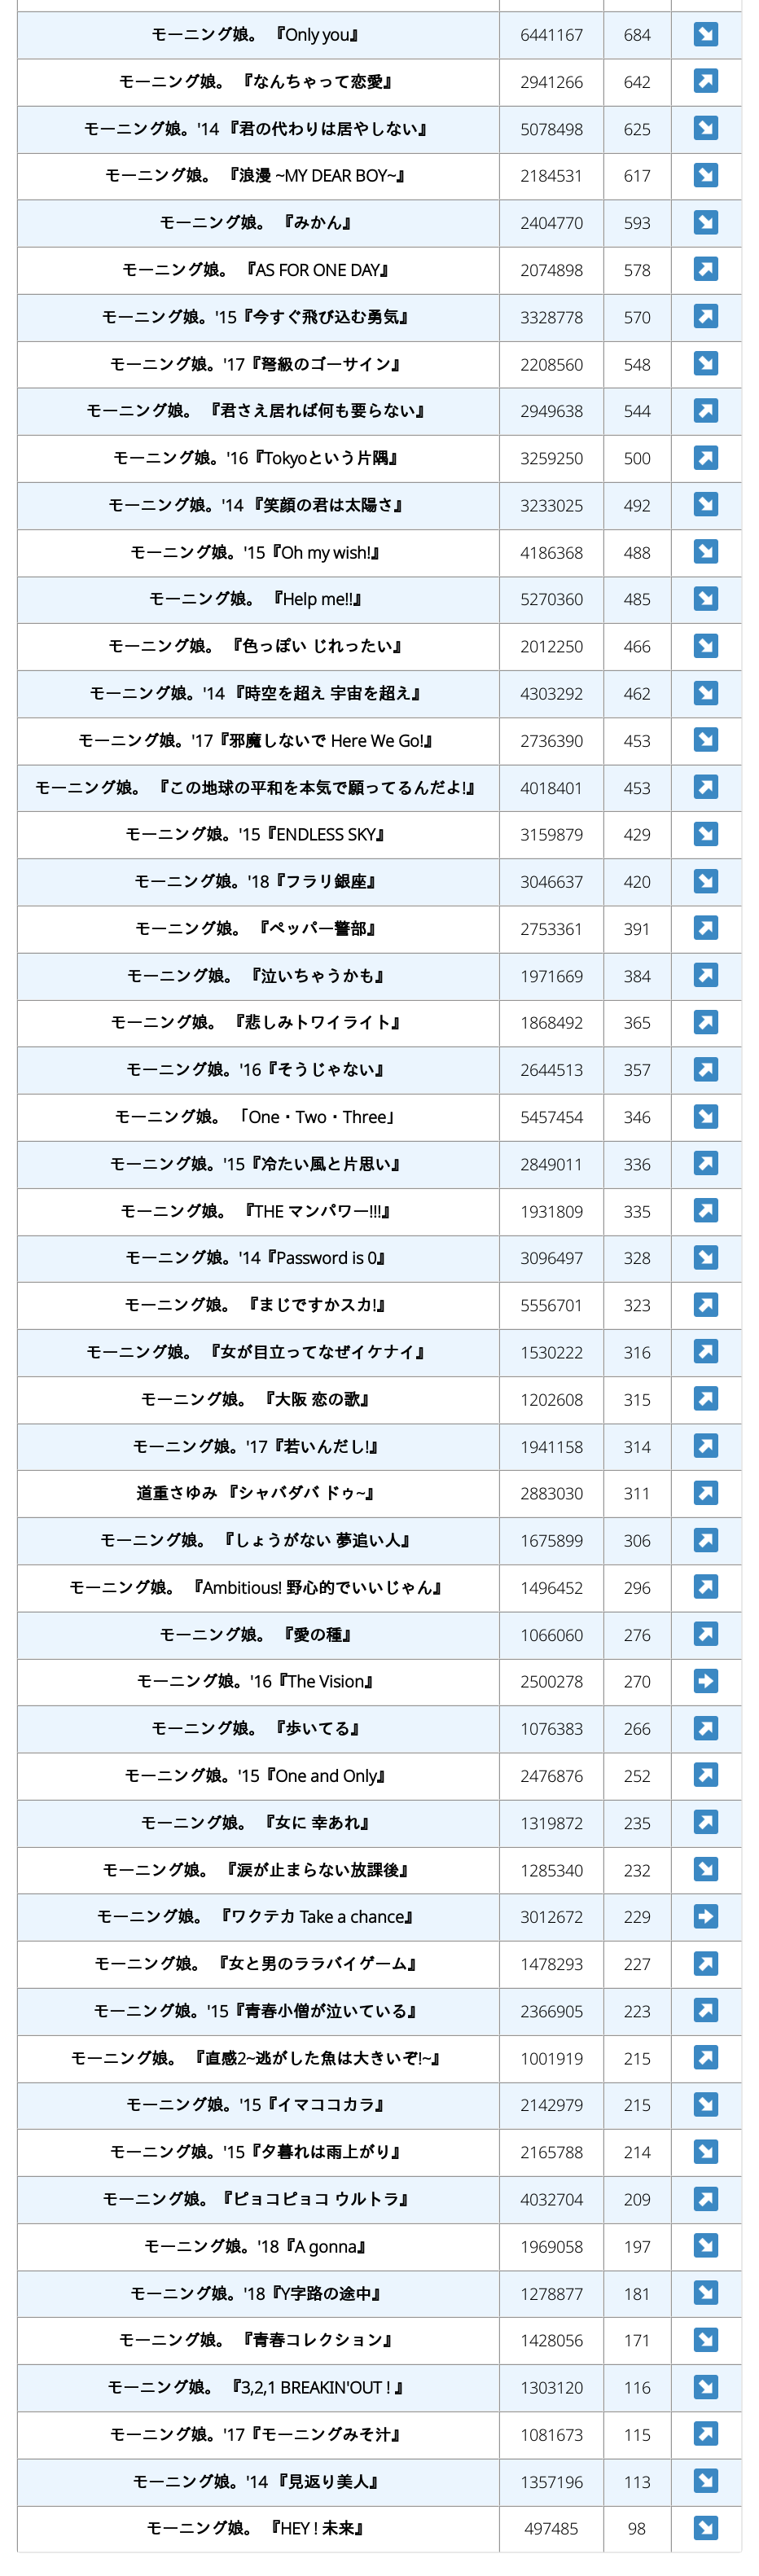 モーニング娘。 『Only you』 6441167 684 ↘
モーニング娘。 『なんちゃって恋愛』 2941266 642 ↗
モーニング娘。'14 『君の代わりは居やしない』 5078498 625 ↘
モーニング娘。 『浪漫 ~MY DEAR BOY~』 2184531 617 ↘
モーニング娘。 『みかん』 2404770 593 ↘
モーニング娘。 『AS FOR ONE DAY』 2074898 578 ↗
モーニング娘。'15『今すぐ飛び込む勇気』 3328778 570 ↗
モーニング娘。'17『弩級のゴーサイン』 2208560 548 ↘
モーニング娘。 『君さえ居れば何も要らない』 2949638 544 ↗
モーニング娘。'16『Tokyoという片隅』 3259250 500 ↗
モーニング娘。'14 『笑顔の君は太陽さ』 3233025 492 ↘
モーニング娘。'15『Oh my wish!』 4186368 488 ↘
モーニング娘。 『Help me!!』 5270360 485 ↘
モーニング娘。 『色っぽい じれったい』 2012250 466 ↘
モーニング娘。'14 『時空を超え 宇宙を超え』 4303292 462 ↘
モーニング娘。'17『邪魔しないで Here We Go!』 2736390 453 ↘
モーニング娘。 『この地球の平和を本気で願ってるんだよ!』 4018401 453 ↗
モーニング娘。'15『ENDLESS SKY』 3159879 429 ↘
モーニング娘。'18『フラリ銀座』 3046637 420 ↘
モーニング娘。 『ペッパー警部』 2753361 391 ↗
モーニング娘。 『泣いちゃうかも』 1971669 384 ↗
モーニング娘。 『悲しみトワイライト』 1868492 365 ↗
モーニング娘。'16『そうじゃない』 2644513 357 ↗
モーニング娘。 「One・Two・Three」 5457454 346 ↘
モーニング娘。'15『冷たい風と片思い』 2849011 336 ↗
モーニング娘。 『THE マンパワー!!!』 1931809 335 ↗
モーニング娘。'14『Password is 0』 3096497 328 ↘
モーニング娘。 『まじですかスカ!』 5556701 323 ↗
モーニング娘。 『女が目立ってなぜイケナイ』 1530222 316 ↗
モーニング娘。 『大阪 恋の歌』 1202608 315 ↗
モーニング娘。'17『若いんだし!』 1941158 314 ↗
道重さゆみ 『シャバダバ ドゥ~』 2883030 311 ↗
モーニング娘。 『しょうがない 夢追い人』 1675899 306 ↗
モーニング娘。 『Ambitious! 野心的でいいじゃん』 1496452 296 ↗
モーニング娘。 『愛の種』 1066060 276 ↗
モーニング娘。'16『The Vision』 2500278 270 ➡
モーニング娘。 『歩いてる』 1076383 266 ↗
モーニング娘。'15『One and Only』 2476876 252 ↗
モーニング娘。 『女に 幸あれ』 1319872 235 ↗
モーニング娘。 『涙が止まらない放課後』 1285340 232 ↘
モーニング娘。 『ワクテカ Take a chance』 3012672 229 ➡
モーニング娘。 『女と男のララバイゲーム』 1478293 227 ↗
モーニング娘。'15『青春小僧が泣いている』 2366905 223 ↗
モーニング娘。 『直感2~逃がした魚は大きいぞ!~』 1001919 215 ↗
モーニング娘。'15『イマココカラ』 2142979 215 ↘
モーニング娘。'15『夕暮れは雨上がり』 2165788 214 ↘
モーニング娘。『ピョコピョコ ウルトラ』 4032704 209 ↗
モーニング娘。'18『A gonna』 1969058 197 ↘
モーニング娘。'18『Y字路の途中』 1278877 181 ↘
モーニング娘。 『青春コレクション』 1428056 171 ↘
モーニング娘。 『3,2,1 BREAKIN'OUT ! 』 1303120 116 ↘
モーニング娘。'17『モーニングみそ汁』 1081673 115 ↗
モーニング娘。'14 『見返り美人』 1357196 113 ↘
モーニング娘。 『HEY ! 未来』 497485 98 ↘